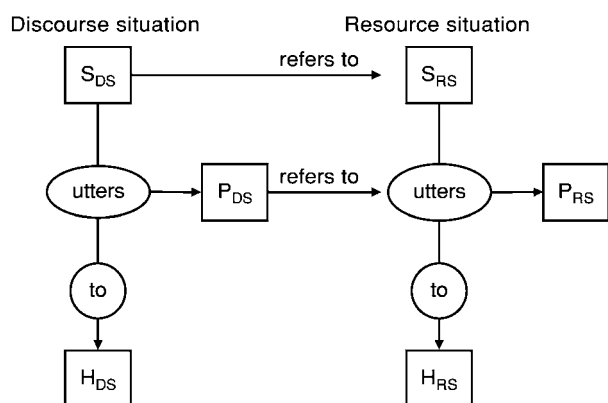 Discourse situation
Resource situation
S_DS
refers to
S_RS
utters
P_DS
refers to
utters
P_RS
to
to
H_DS
H_RS